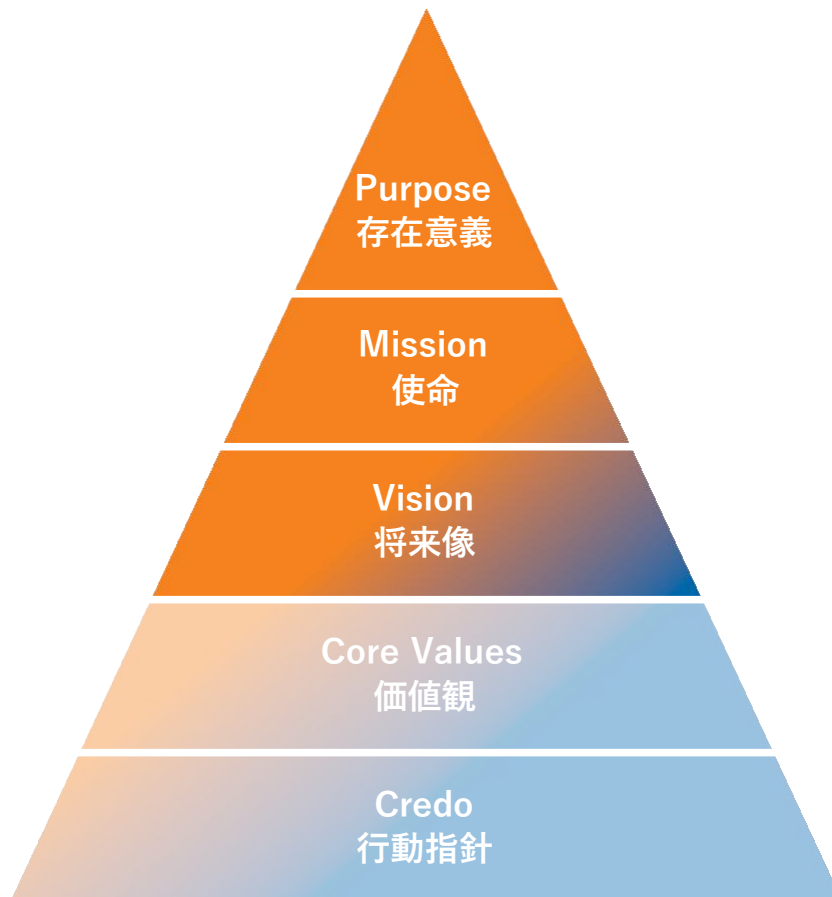 Purpose
存在意義
Mission
使命
Vision
将来像
Core Values
価値観
Credo
行動指針